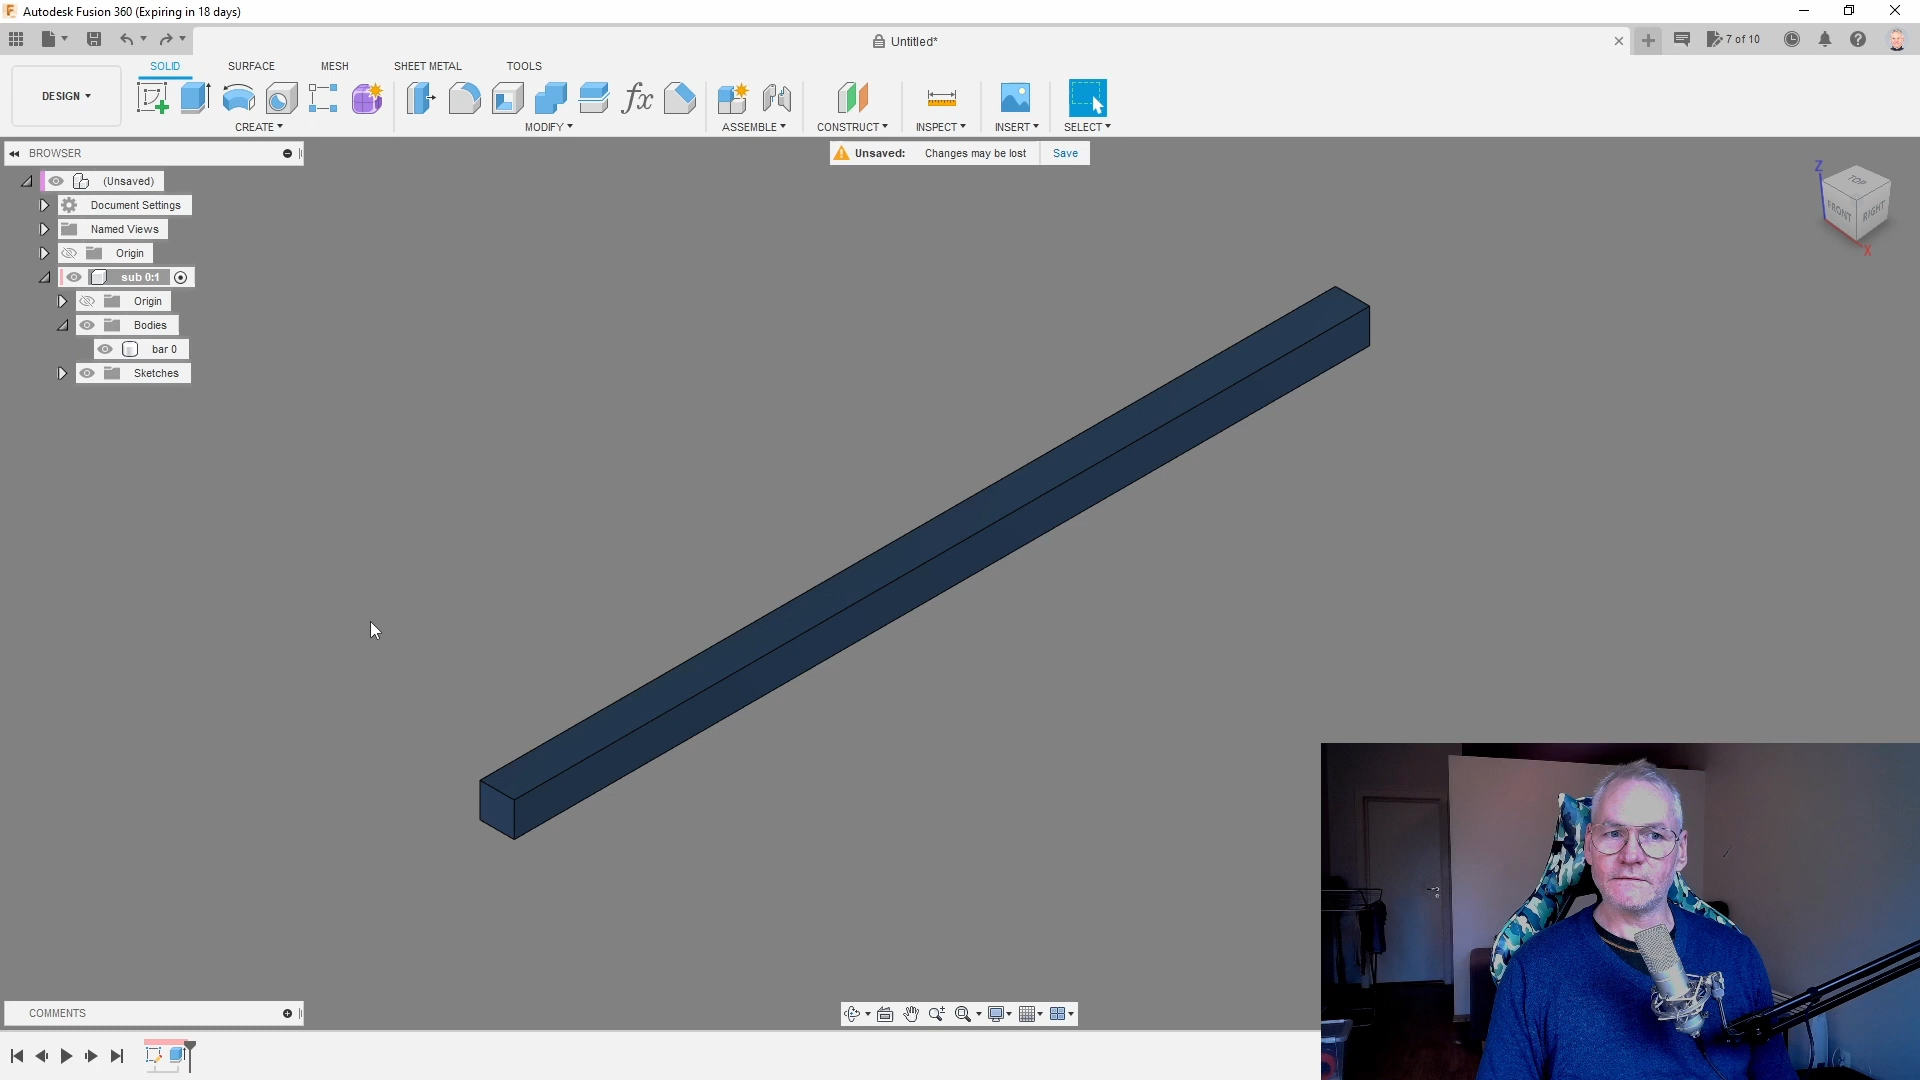 Autodesk Fusion 360 (Expiring in 18 days)
Untitled*
7 of 10
DESIGN
SOLID
SURFACE
MESH
SHEET METAL
TOOLS
CREATE
MODIFY
ASSEMBLE
CONSTRUCT
INSPECT
INSERT
SELECT
BROWSER
Unsaved: Changes may be lost Save
(Unsaved)
Document Settings
Named Views
Origin
sub 0:1
Origin
Bodies
bar 0
Sketches
Z
TOP
FRONT
RIGHT
X
COMMENTS